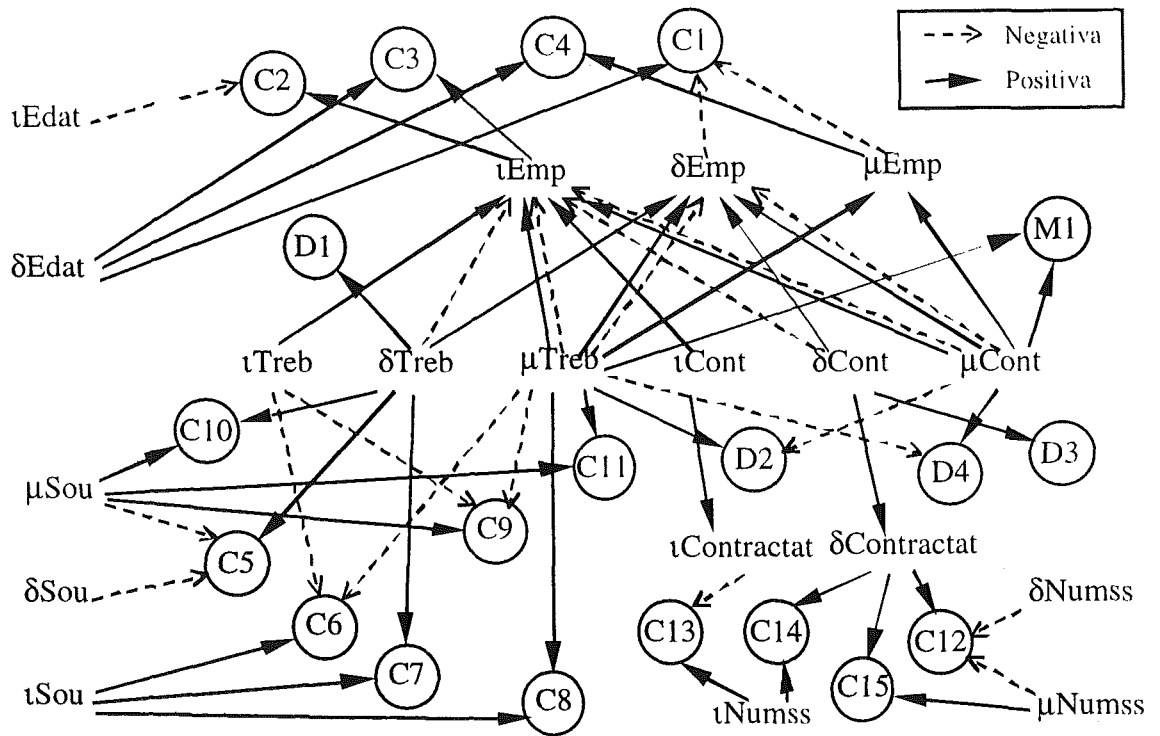 C3
C4
C1
Negativa
C2
Positiva
ιEdat
ιEmp
δEmp
μEmp
D1
M1
δEdat
ιTreb
δTreb
μTreb
ιCont
δCont
μCont
C10
C11
D2
D4
D3
μSou
C9
C5
ιContractat
δContractat
δSou
C6
C13
C14
C12
δNumss
C7
C8
C15
ιSou
ιNumss
μNumss